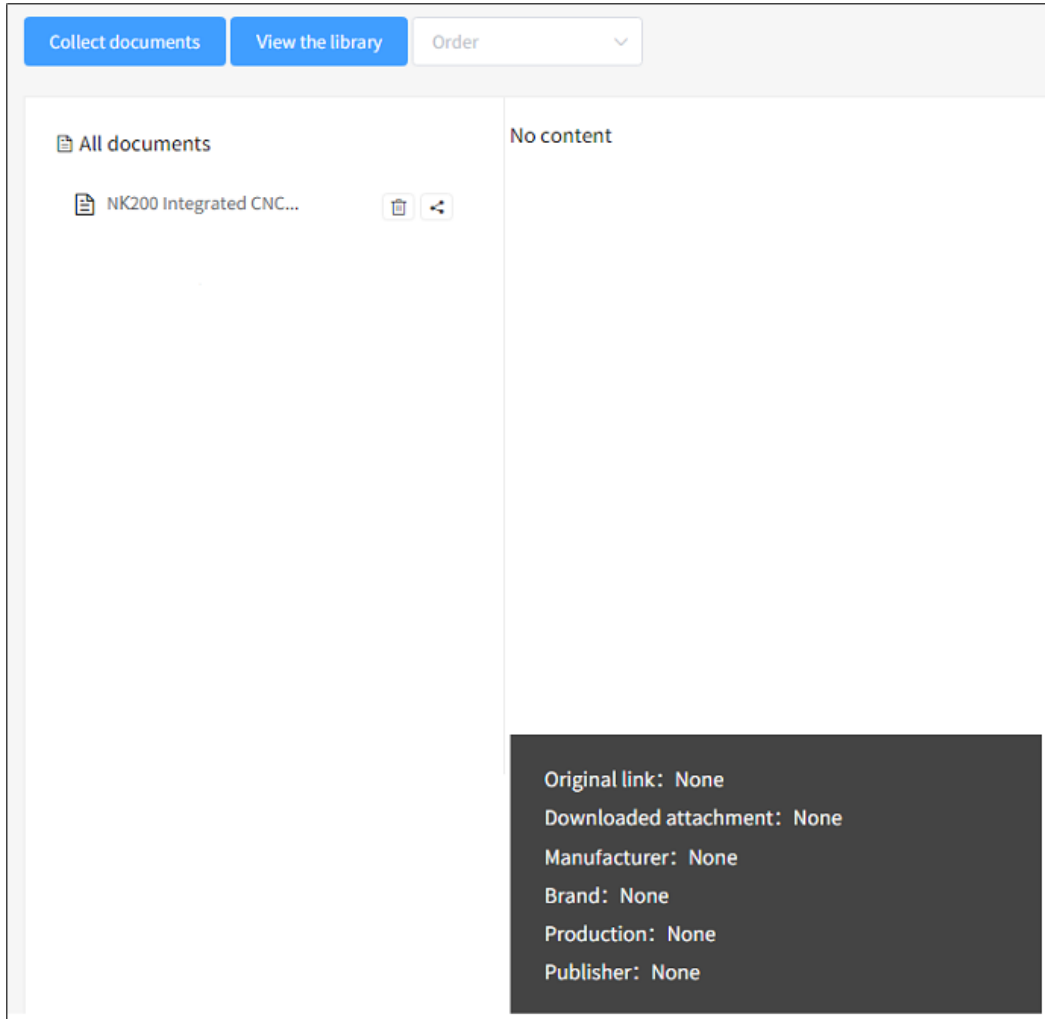 Collect documents View the library Order
All documents
NK200 Integrated CNC...
No content
Original link：None
Downloaded attachment：None
Manufacturer：None
Brand：None
Production：None
Publisher：None